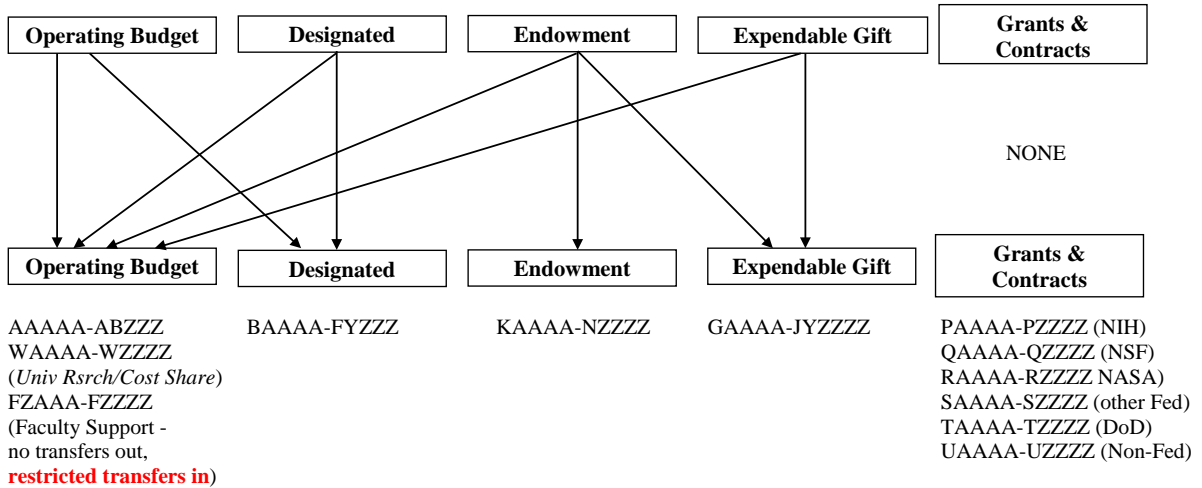 Operating Budget
Designated
Endowment
Expendable Gift
Grants &
Contracts
NONE
Operating Budget
Designated
Endowment
Expendable Gift
Grants &
Contracts
AAAAA-ABZZZ
WAAAA-WZZZZ
(Univ Rsrch/Cost Share)
FZAAA-FZZZZ
(Faculty Support -
no transfers out,
restricted transfers in)
BAAAA-FYZZZ
KAAAA-NZZZZ
GAAAA-JYZZZZ
PAAAA-PZZZZ (NIH)
QAAAA-QZZZZ (NSF)
RAAAA-RZZZZ NASA)
SAAAA-SZZZZ (other Fed)
TAAAA-TZZZZ (DoD)
UAAAA-UZZZZ (Non-Fed)